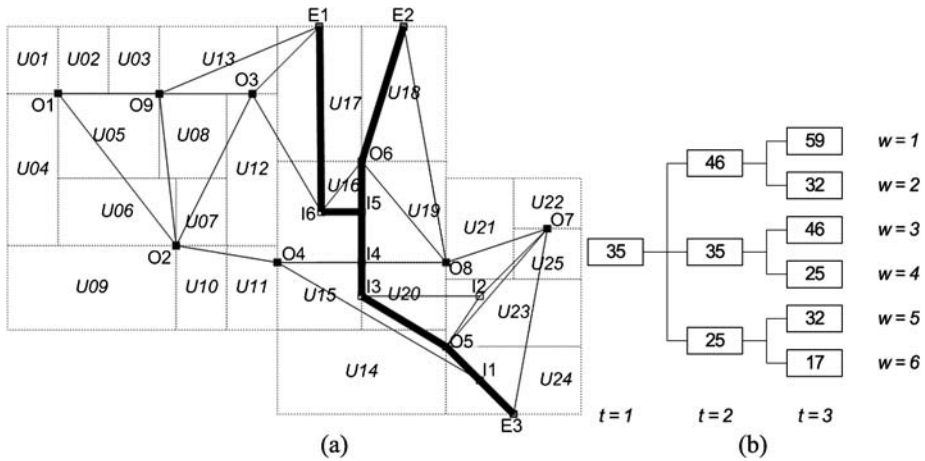 E1 E2
U01 U02 U03 U13 U17 U18
O1 O9 O3
U05 U08
U04 U12 O6
U16
U06 U07 I6 I5 U19 U21 U22 O7
O2 O4 I4 O8 U25
U09 U10 U11 U15 I3 U20 I2 U23
O5
U14 I1 U24
E3
(a)
59 w = 1
46
32 w = 2
46 w = 3
35 35
25 w = 4
32 w = 5
25
17 w = 6
t = 1 t = 2 t = 3
(b)